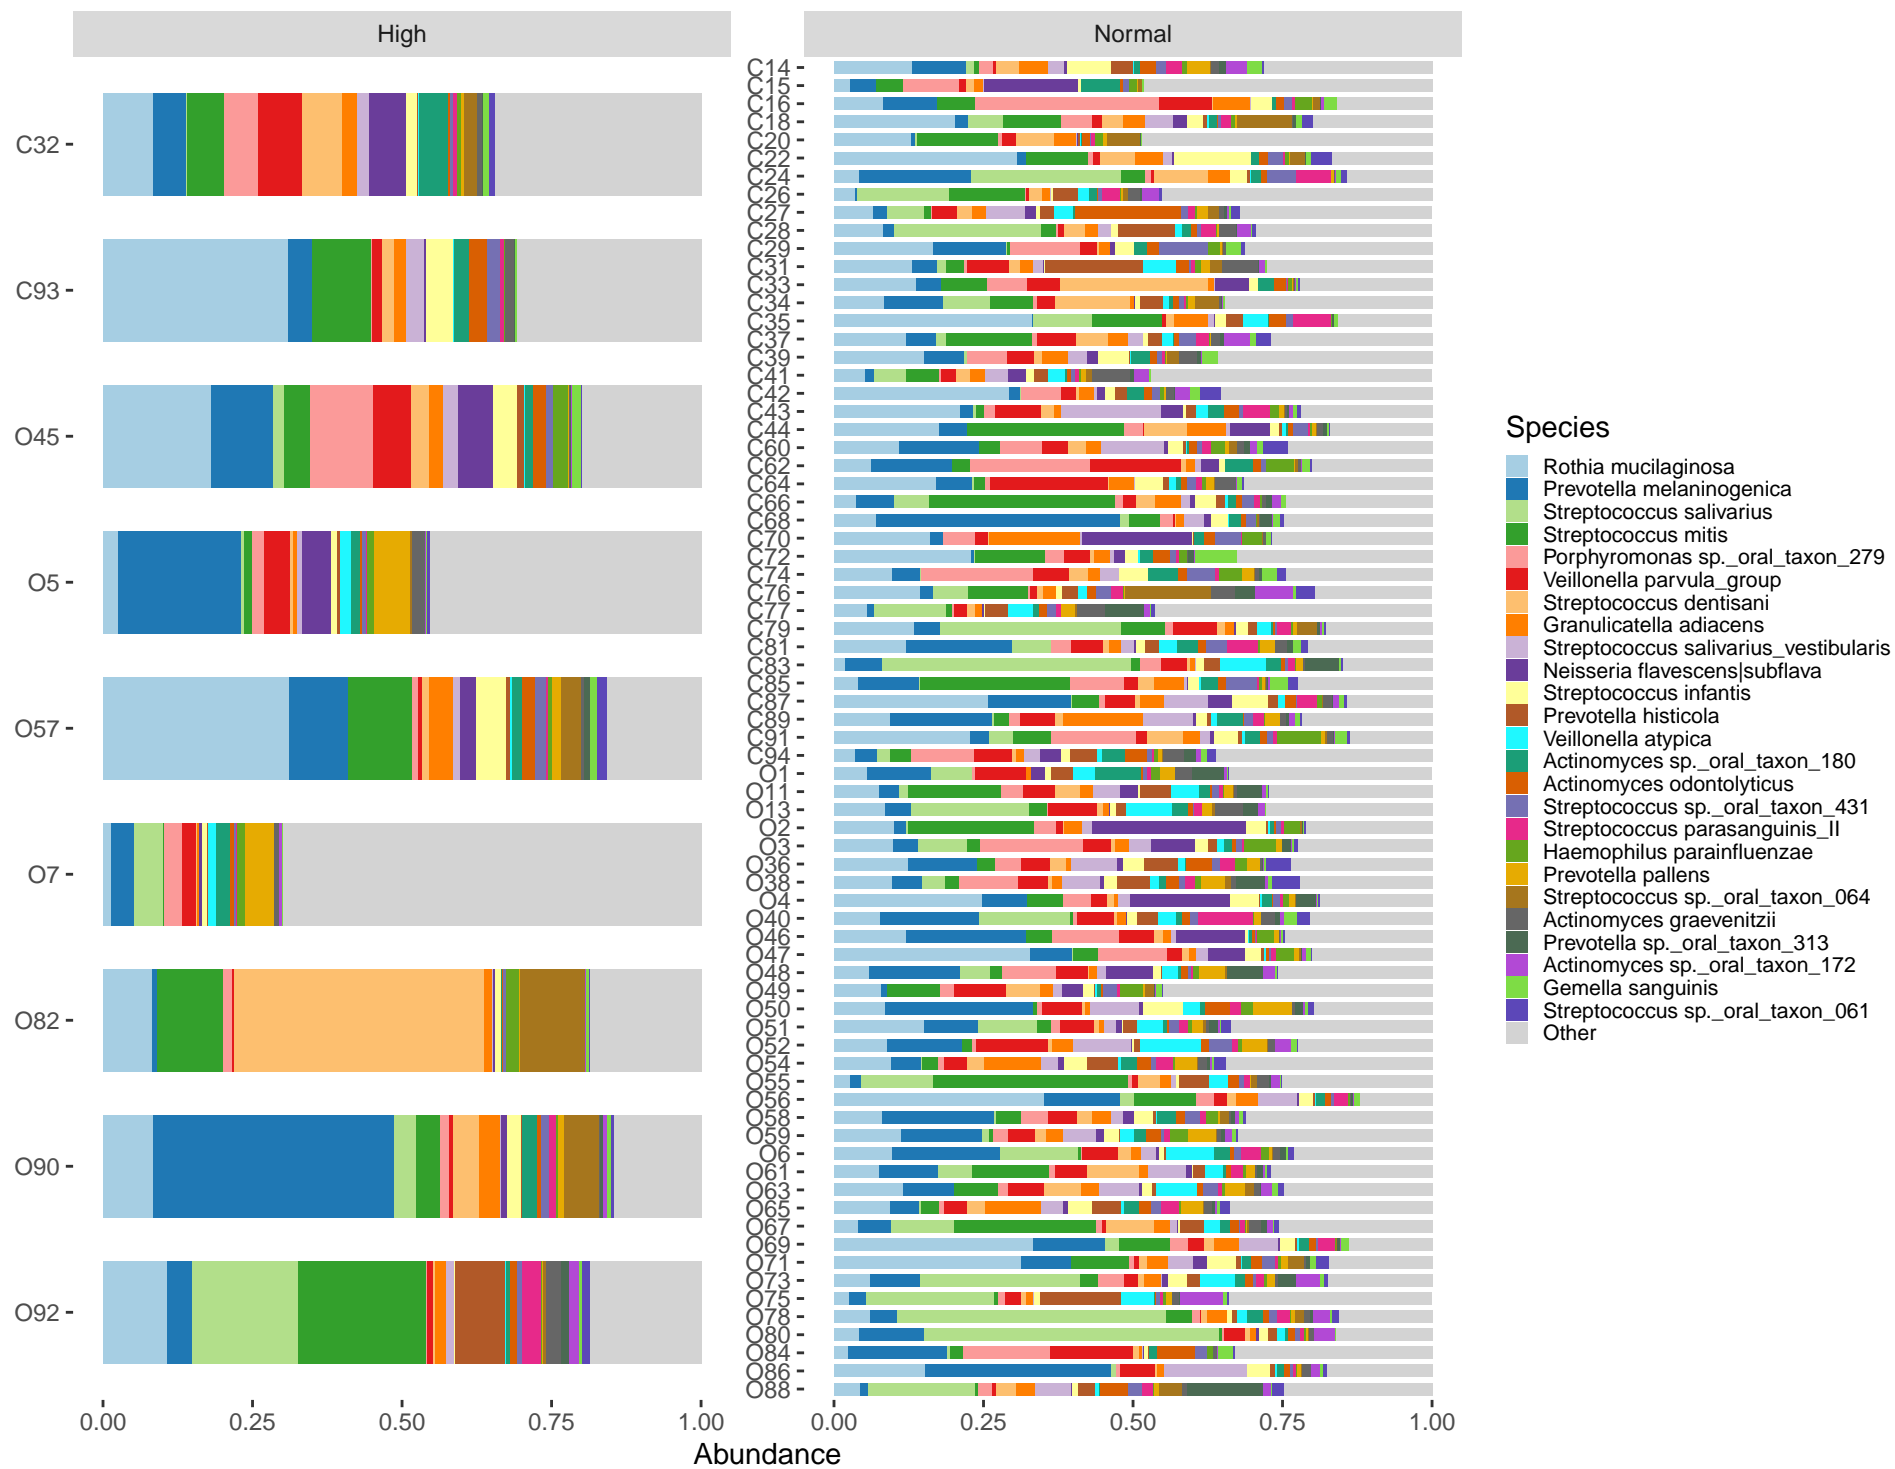 High
Normal
C32
C93
O45
O5
O57
O7
O82
O90
O92
C14
C15
C16
C18
C20
C22
C24
C26
C27
C28
C29
C31
C33
C34
C35
C37
C39
C41
C42
C43
C44
C60
C62
C64
C66
C68
C70
C72
C74
C76
C77
C79
C81
C83
C85
C87
C89
C91
C94
O1
O11
O13
O2
O3
O36
O38
O4
O40
O46
O47
O48
O49
O50
O51
O52
O54
O55
O56
O58
O59
O6
O61
O63
O65
O67
O69
O71
O73
O75
O78
O80
O84
O86
O88
0.00 0.25 0.50 0.75 1.00
0.00 0.25 0.50 0.75 1.00
Abundance
Species
Rothia mucilaginosa
Prevotella melaninogenica
Streptococcus salivarius
Streptococcus mitis
Porphyromonas sp._oral_taxon_279
Veillonella parvula_group
Streptococcus dentisani
Granulicatella adiacens
Streptococcus salivarius_vestibularis
Neisseria flavescens|subflava
Streptococcus infantis
Prevotella histicola
Veillonella atypica
Actinomyces sp._oral_taxon_180
Actinomyces odontolyticus
Streptococcus sp._oral_taxon_431
Streptococcus parasanguinis_II
Haemophilus parainfluenzae
Prevotella pallens
Streptococcus sp._oral_taxon_064
Actinomyces graevenitzii
Prevotella sp._oral_taxon_313
Actinomyces sp._oral_taxon_172
Gemella sanguinis
Streptococcus sp._oral_taxon_061
Other